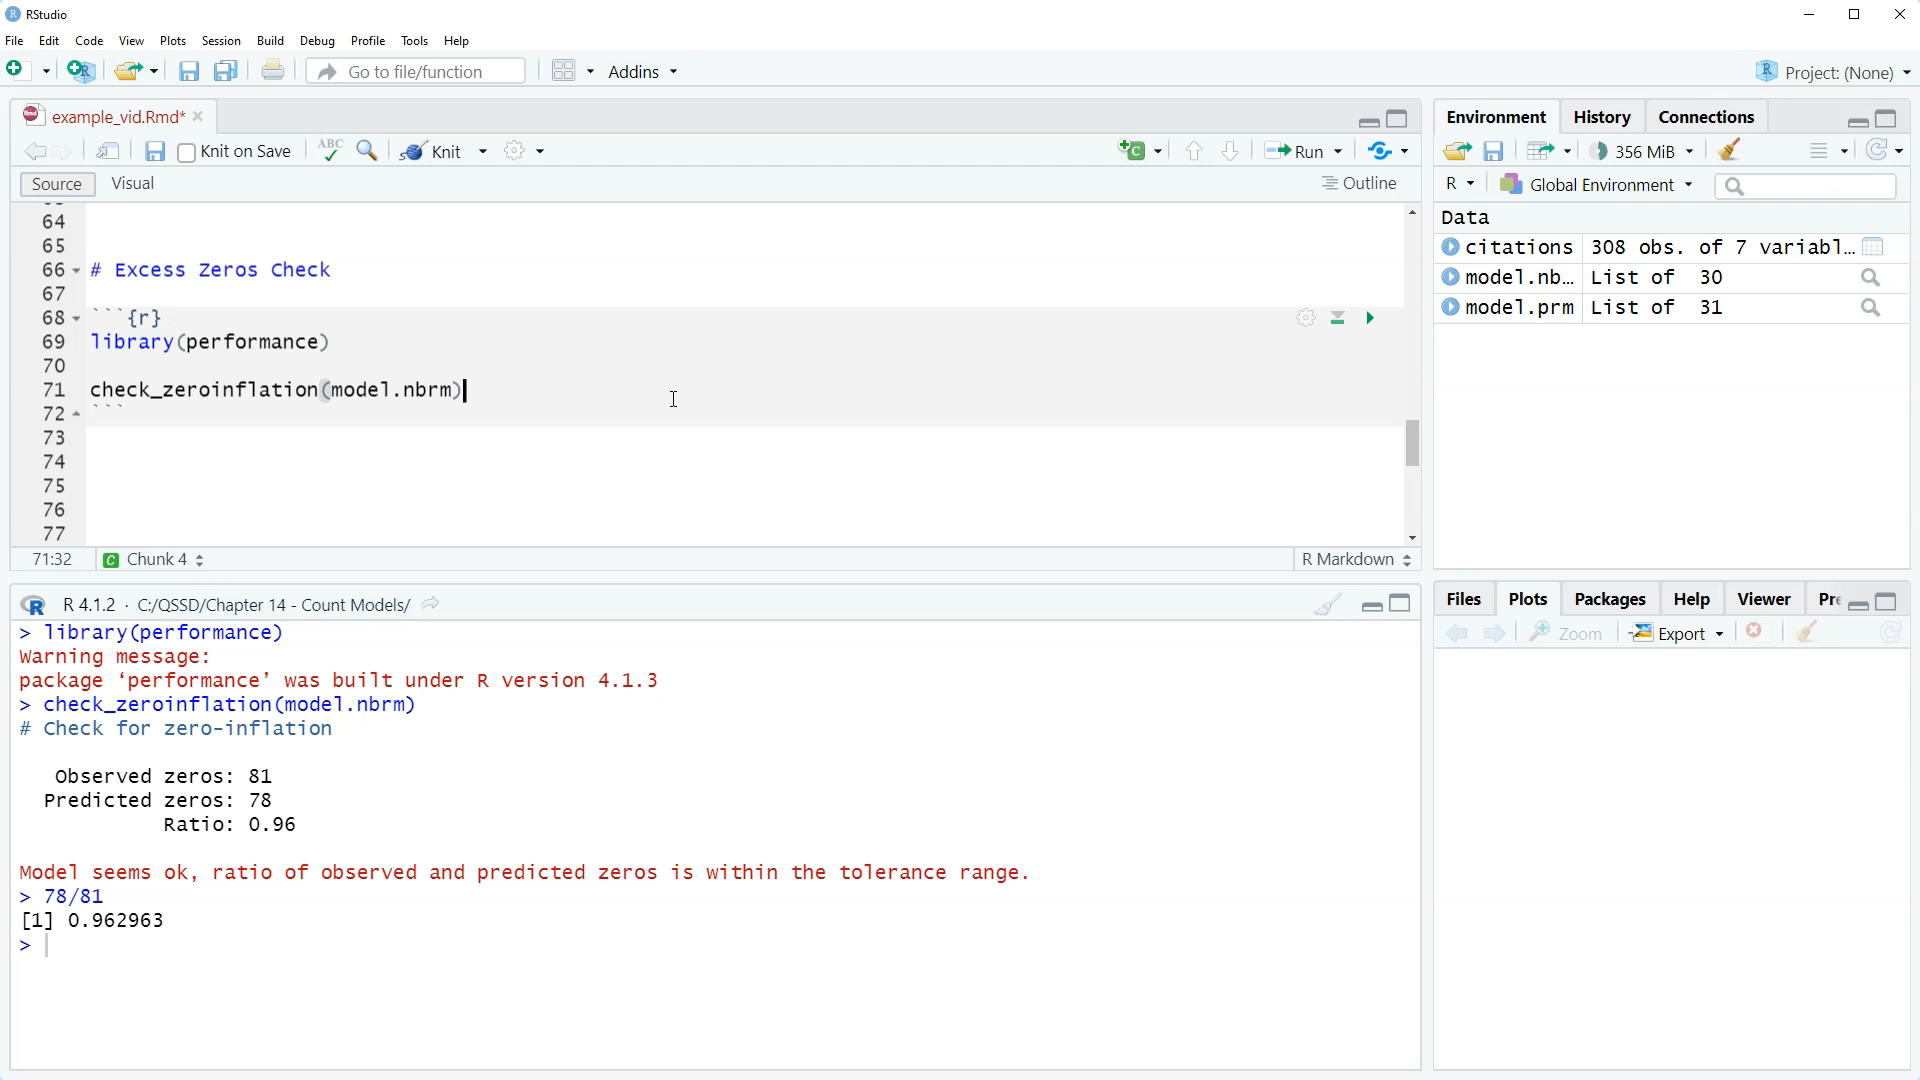 RStudio
File Edit Code View Plots Session Build Debug Profile Tools Help
Go to file/function Addins Project: (None)
example_vid.Rmd*
Knit on Save ABC Knit Run
Source Visual Outline
64
65
66 # Excess Zeros Check
67
68 ```{r}
69 library(performance)
70
71 check_zeroinflation(model.nbrm)
72 ```
73
74
75
76
77
71:32 Chunk 4 R Markdown
R 4.1.2 · C:/QSSD/Chapter 14 - Count Models/
> library(performance)
Warning message:
package ‘performance’ was built under R version 4.1.3
> check_zeroinflation(model.nbrm)
# Check for zero-inflation
Observed zeros: 81
Predicted zeros: 78
Ratio: 0.96
Model seems ok, ratio of observed and predicted zeros is within the tolerance range.
> 78/81
[1] 0.962963
>
Environment History Connections
356 MiB
R Global Environment
Data
citations 308 obs. of 7 variabl…
model.nb… List of 30
model.prm List of 31
Files Plots Packages Help Viewer Pre
Zoom Export